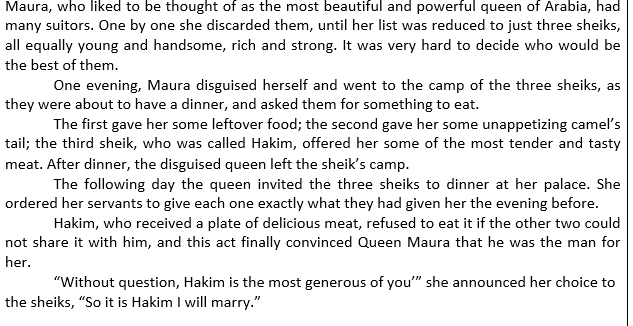 Maura, who liked to be thought of as the most beautiful and powerful queen of Arabia, had
many suitors. One by one she discarded them, until her list was reduced to just three sheiks,
all equally young and handsome, rich and strong. It was very hard to decide who would be
the best of them.
One evening, Maura disguised herself and went to the camp of the three sheiks, as
they were about to have a dinner, and asked them for something to eat.
The first gave her some leftover food; the second gave her some unappetizing camel’s
tail; the third sheik, who was called Hakim, offered her some of the most tender and tasty
meat. After dinner, the disguised queen left the sheik’s camp.
The following day the queen invited the three sheiks to dinner at her palace. She
ordered her servants to give each one exactly what they had given her the evening before.
Hakim, who received a plate of delicious meat, refused to eat it if the other two could
not share it with him, and this act finally convinced Queen Maura that he was the man for
her.
“Without question, Hakim is the most generous of you’” she announced her choice to
the sheiks, “So it is Hakim I will marry.”